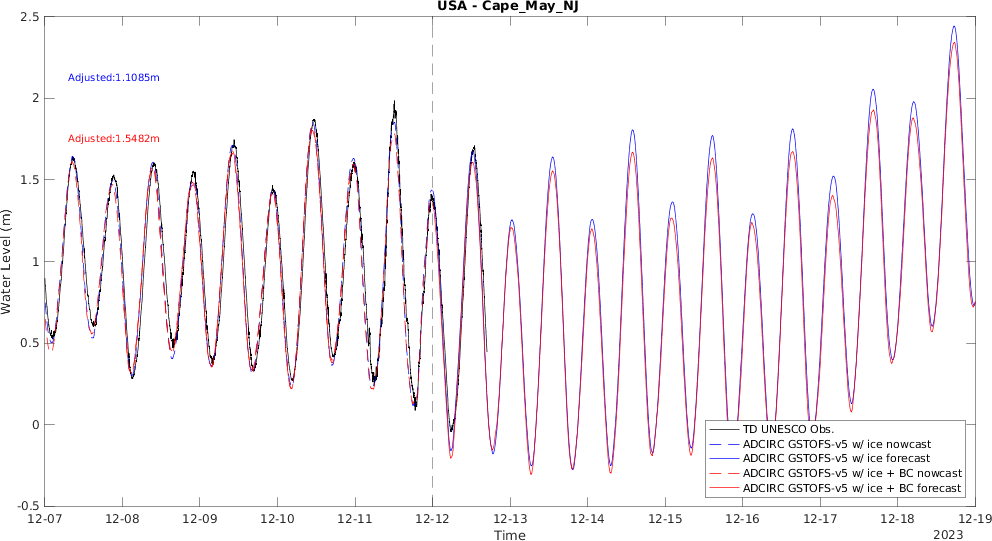 USA - Cape_May_NJ
2.5
2
1.5
1
0.5
0
-0.5
Water Level (m)
Adjusted:1.1085m
Adjusted:1.5482m
TD UNESCO Obs.
ADCIRC GSTOFS-v5 w/ ice nowcast
ADCIRC GSTOFS-v5 w/ ice forecast
ADCIRC GSTOFS-v5 w/ice + BC nowcast
ADCIRC GSTOFS-v5 w/ice + BC forecast
12-07 12-08 12-09 12-10 12-11 12-12 12-13 12-14 12-15 12-16 12-17 12-18 12-19
Time
2023